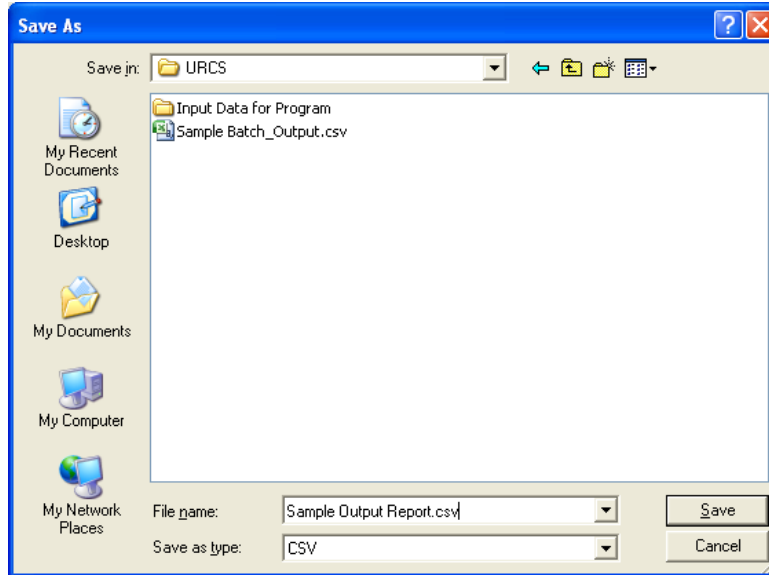 Save As
Save in:
URCS
Input Data for Program
Sample Batch_Output.csv
My Recent
Documents
Desktop
My Documents
My Computer
My Network
Places
File name:
Sample Output Report.csv
Save
Save as type:
CSV
Cancel